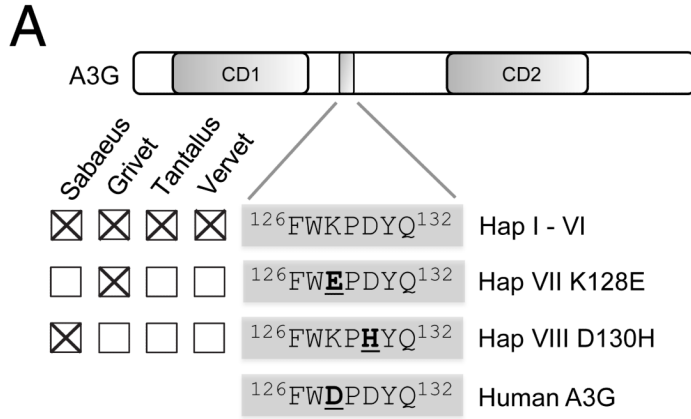 A
A3G CD1 CD2
Sabaeus Grivet Tantalus Vervet
¹²⁶FWKPDYQ¹³² Hap I - VI
¹²⁶FWEPDYQ¹³² Hap VII K128E
¹²⁶FWKPHYQ¹³² Hap VIII D130H
¹²⁶FWDPDYQ¹³² Human A3G